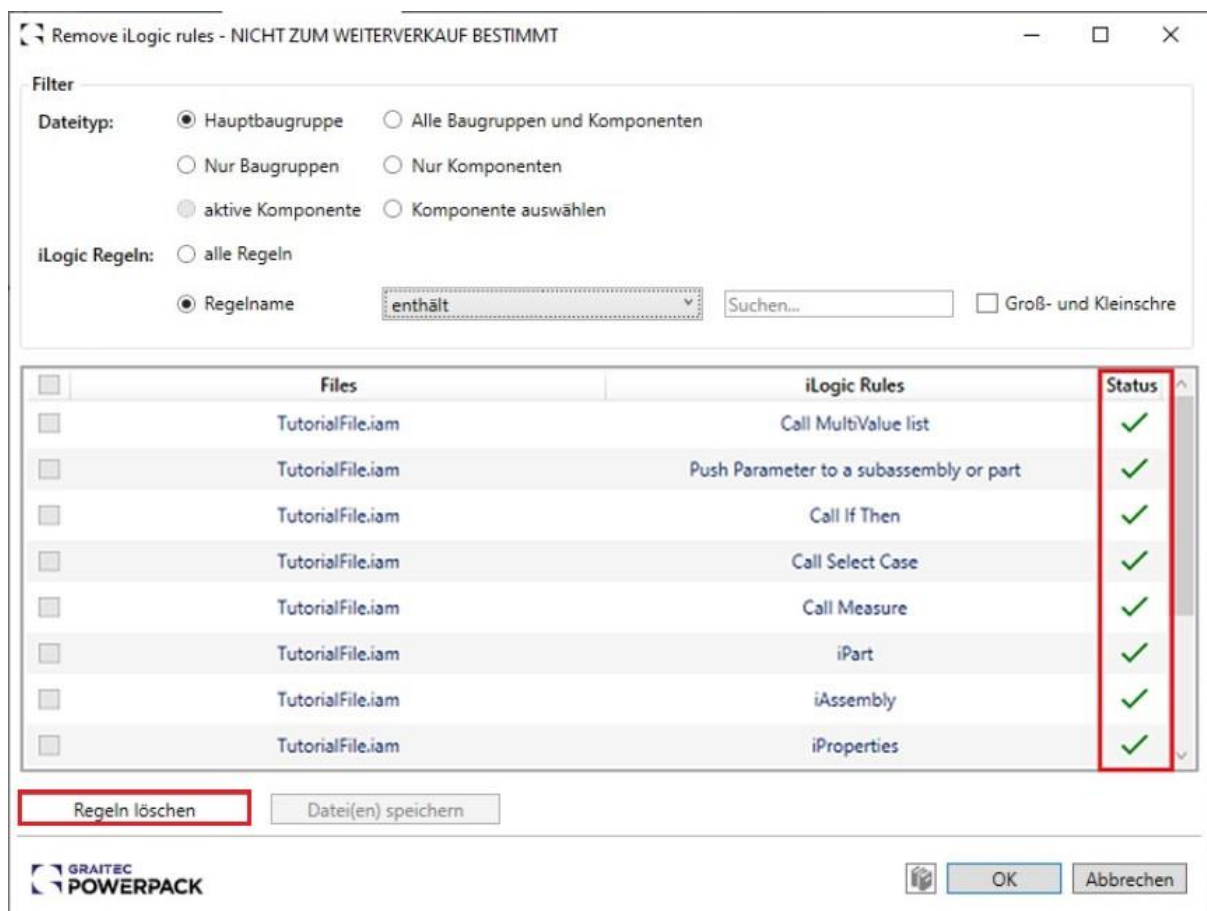 Remove iLogic rules - NICHT ZUM WEITERVERKAUF BESTIMMT
Filter
Dateityp: Hauptbaugruppe Alle Baugruppen und Komponenten
Nur Baugruppen Nur Komponenten
aktive Komponente Komponente auswählen
iLogic Regeln: alle Regeln
Regelname enthält Suchen... Groß- und Kleinschre
Files iLogic Rules Status
TutorialFile.iam Call MultiValue list
TutorialFile.iam Push Parameter to a subassembly or part
TutorialFile.iam Call If Then
TutorialFile.iam Call Select Case
TutorialFile.iam Call Measure
TutorialFile.iam iPart
TutorialFile.iam iAssembly
TutorialFile.iam iProperties
Regeln löschen Datei(en) speichern
GRAITEC
POWERPACK
OK Abbrechen